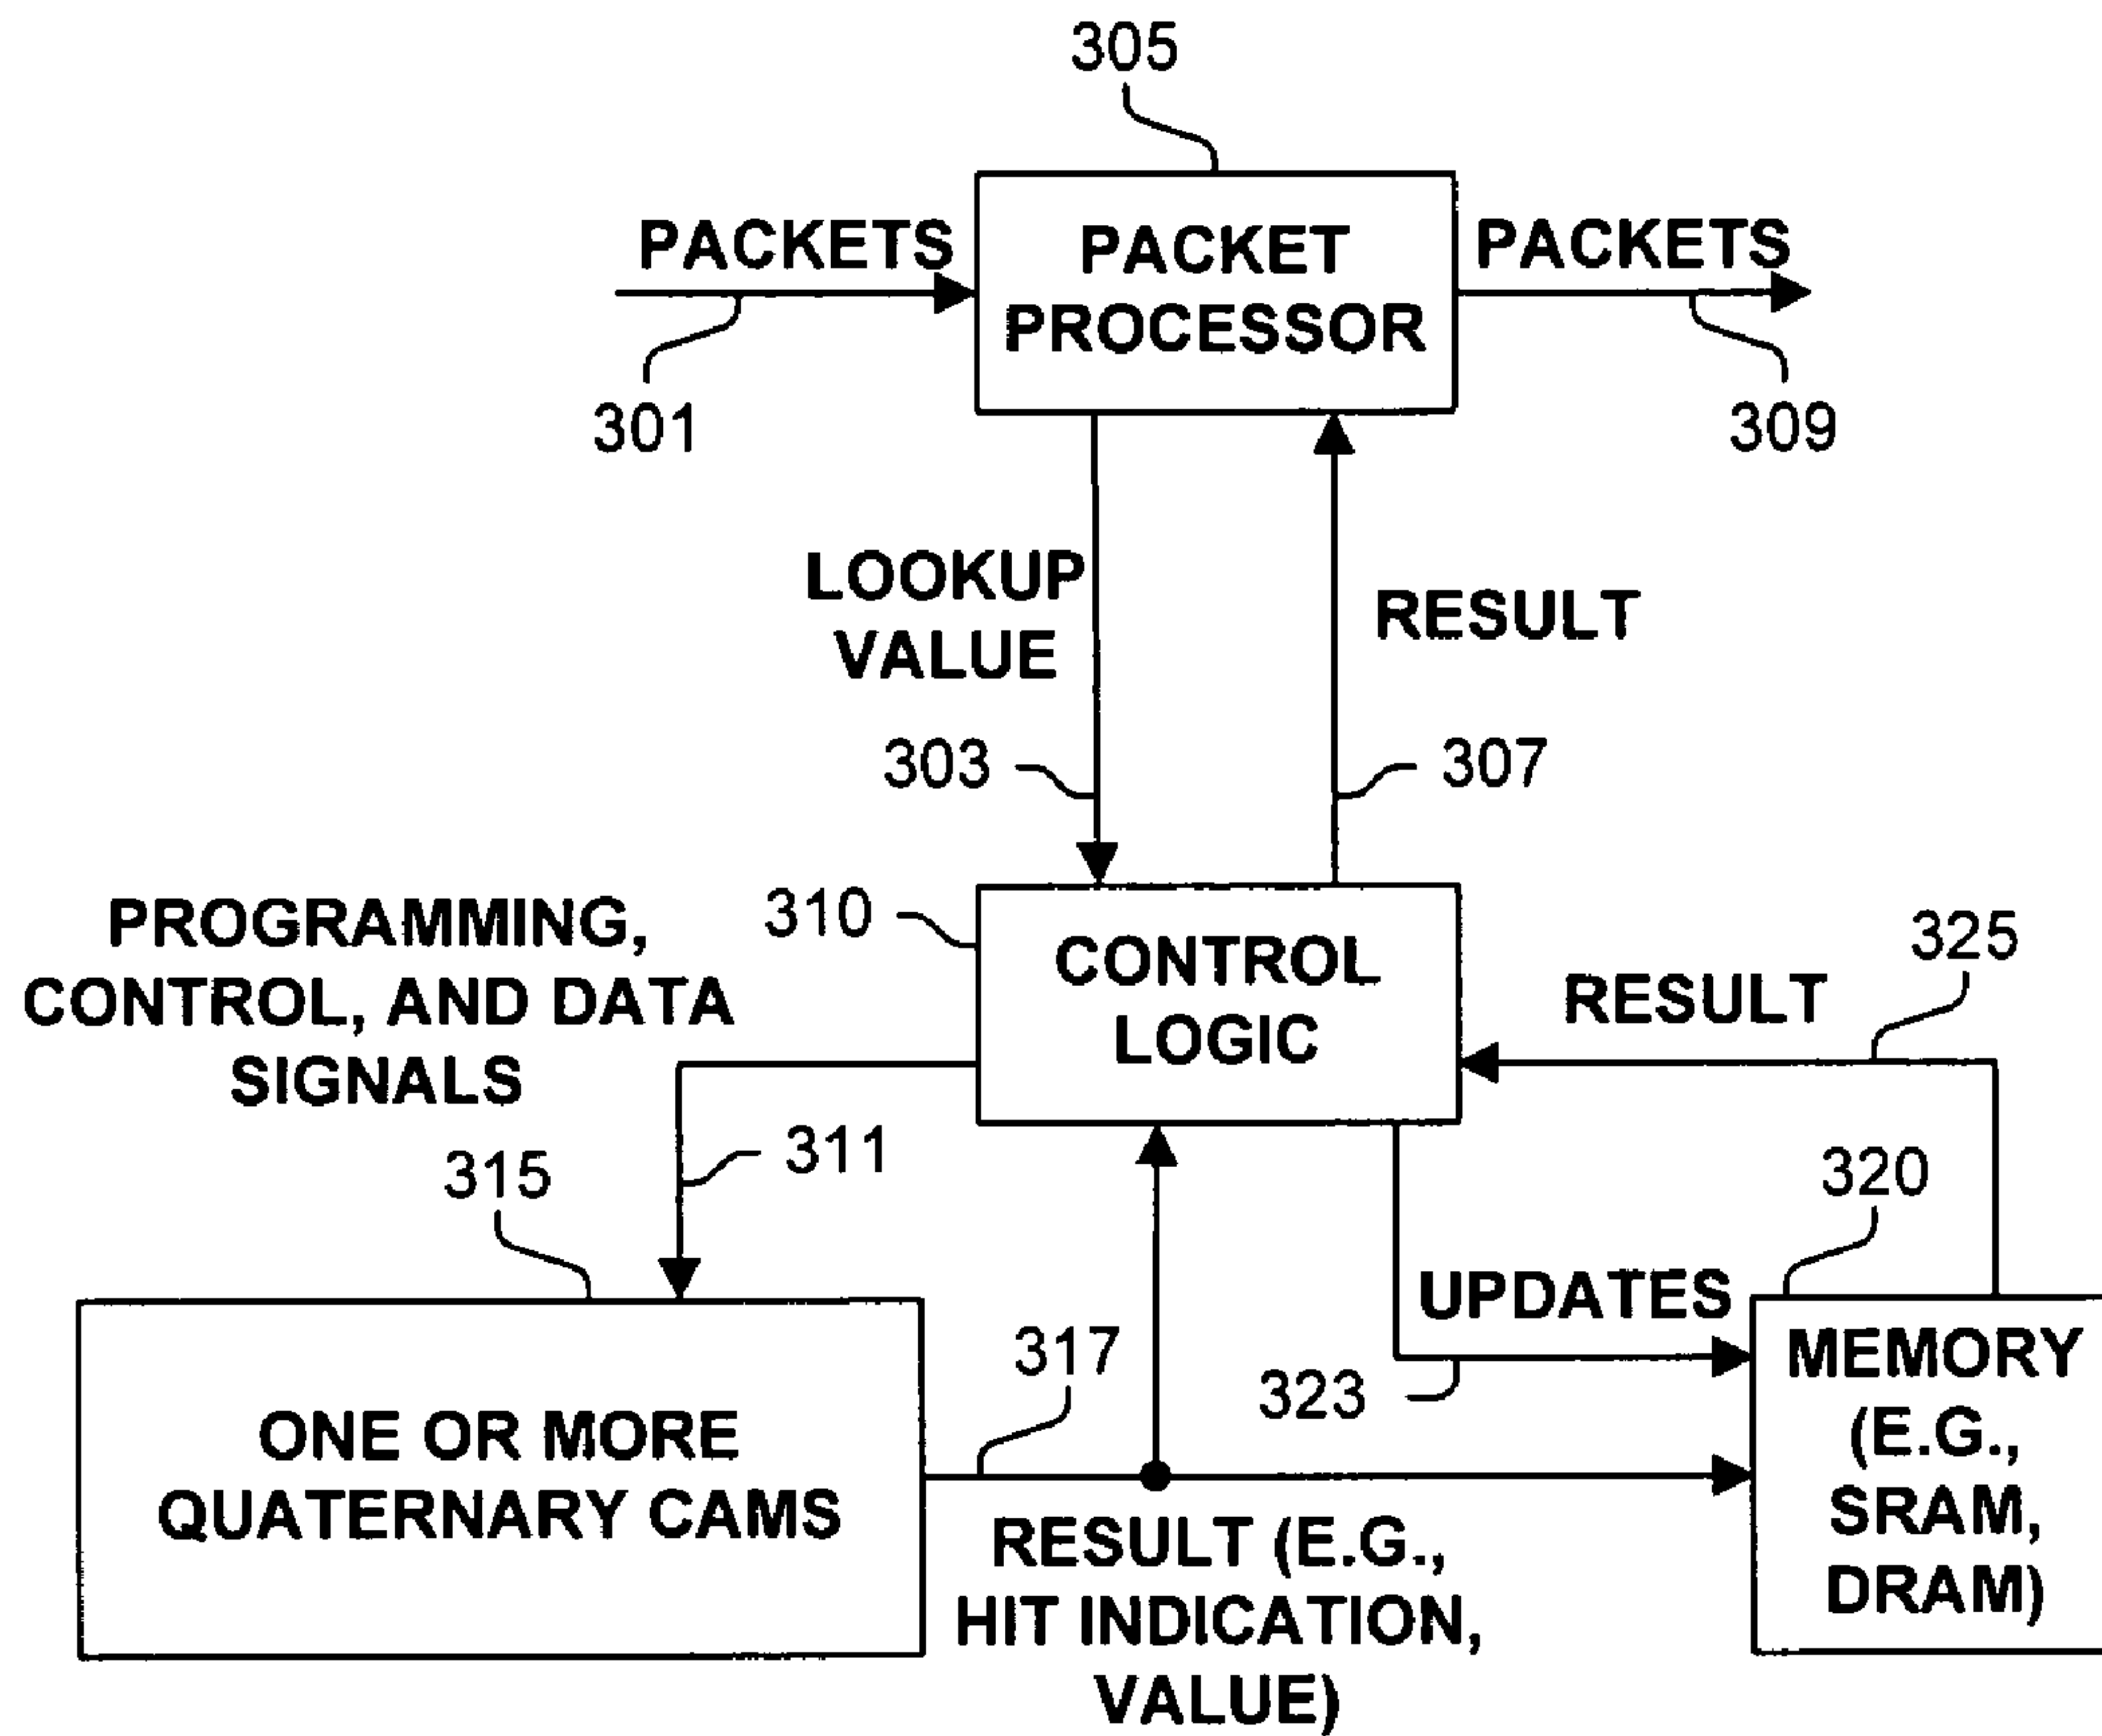 305
PACKETS
PACKET
PROCESSOR
PACKETS
301
309
LOOKUP
VALUE
RESULT
303
307
PROGRAMMING,
CONTROL, AND DATA
SIGNALS
310
CONTROL
LOGIC
RESULT
325
311
315
320
UPDATES
317
323
ONE OR MORE
QUATERNARY CAMS
MEMORY
(E.G.,
SRAM,
DRAM)
RESULT (E.G.,
HIT INDICATION,
VALUE)